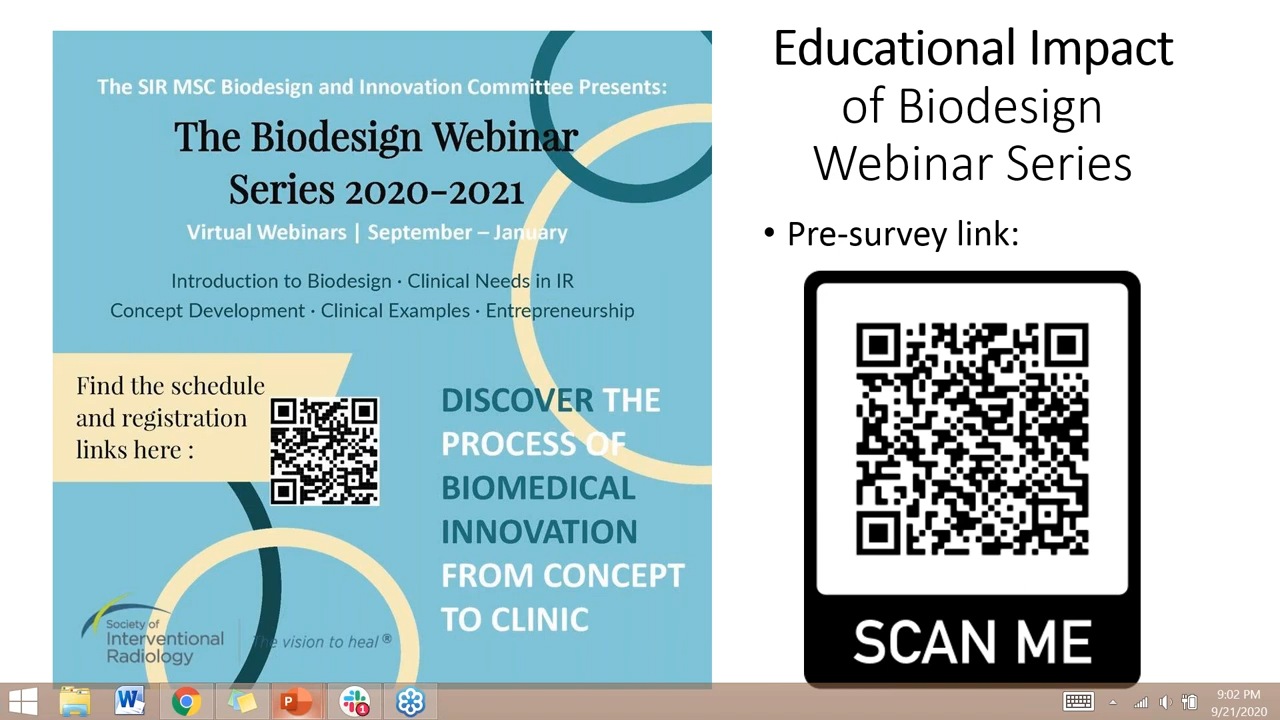 The SIR MSC Biodesign and Innovation Committee Presents:
The Biodesign Webinar
Series 2020-2021
Virtual Webinars | September – January
Introduction to Biodesign · Clinical Needs in IR
Concept Development · Clinical Examples · Entrepreneurship
Find the schedule
and registration
links here :
DISCOVER THE
PROCESS OF
BIOMEDICAL
INNOVATION
FROM CONCEPT
TO CLINIC
Society of
Interventional
Radiology
The vision to heal®
Educational Impact
of Biodesign
Webinar Series
• Pre-survey link:
SCAN ME
W
P
1
9:02 PM
9/21/2020